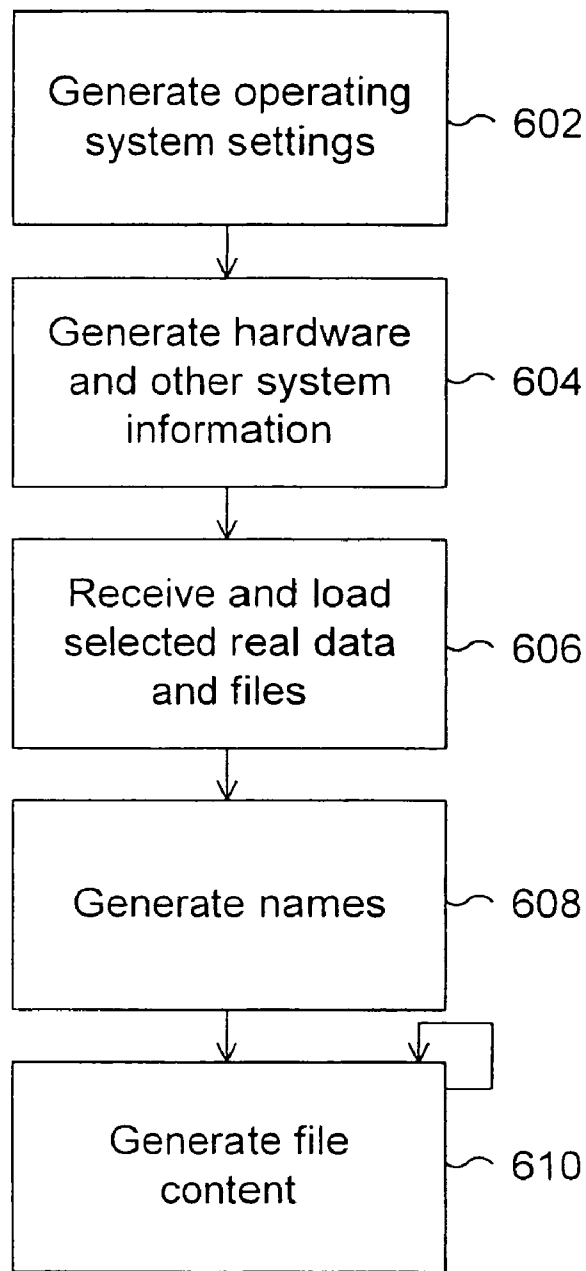 Generate operating
system settings
602
Generate hardware
and other system
information
604
Receive and load
selected real data
and files
606
Generate names
608
Generate file
content
610